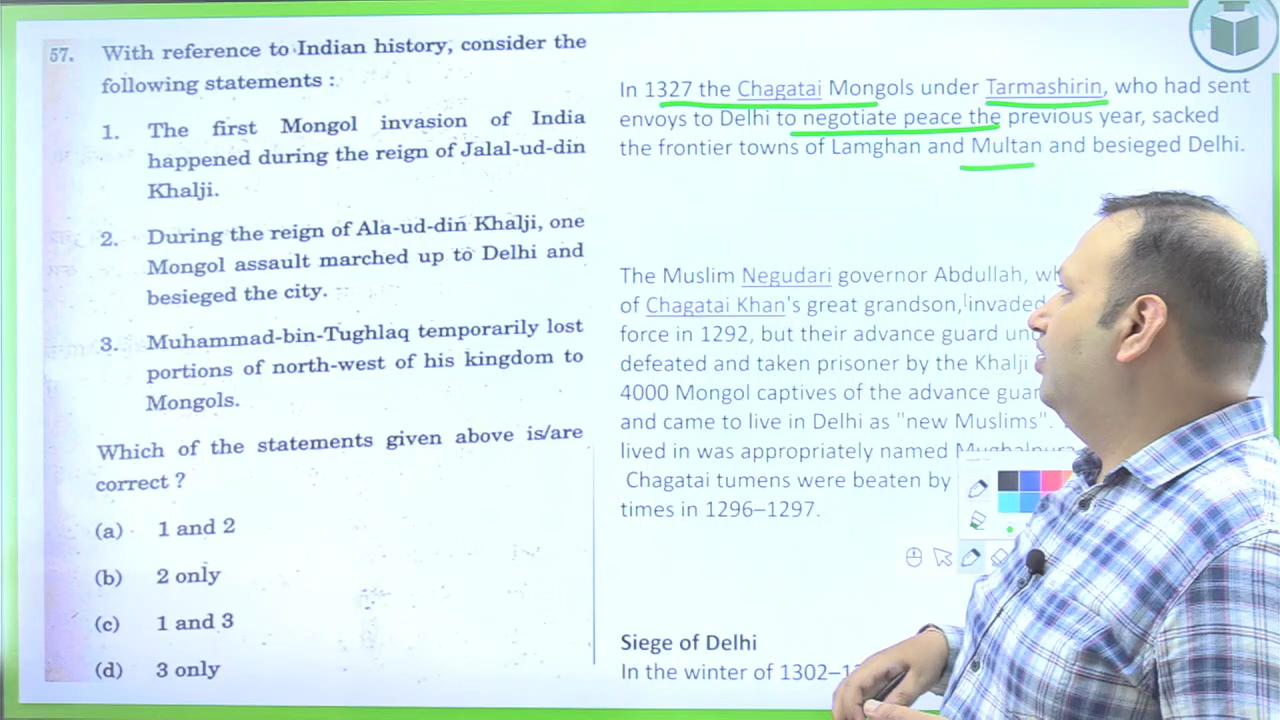 57. With reference to Indian history, consider the
following statements :
1. The first Mongol invasion of India
happened during the reign of Jalal-ud-din
Khalji.
2. During the reign of Ala-ud-din Khalji, one
Mongol assault marched up to Delhi and
besieged the city.
3. Muhammad-bin-Tughlaq temporarily lost
portions of north-west of his kingdom to
Mongols.
Which of the statements given above is/are
correct ?
(a) 1 and 2
(b) 2 only
(c) 1 and 3
(d) 3 only
In 1327 the Chagatai Mongols under Tarmashirin, who had sent
envoys to Delhi to negotiate peace the previous year, sacked
the frontier towns of Lamghan and Multan and besieged Delhi.
The Muslim Negudari governor Abdullah,
of Chagatai Khan's great grandson, invaded
force in 1292, but their advance guard
defeated and taken prisoner by the Khalji
4000 Mongol captives of the advance
and came to live in Delhi as "new Muslims".
lived in was appropriately named
Chagatai tumens were beaten by
times in 1296–1297.
Siege of Delhi
In the winter of 1302–